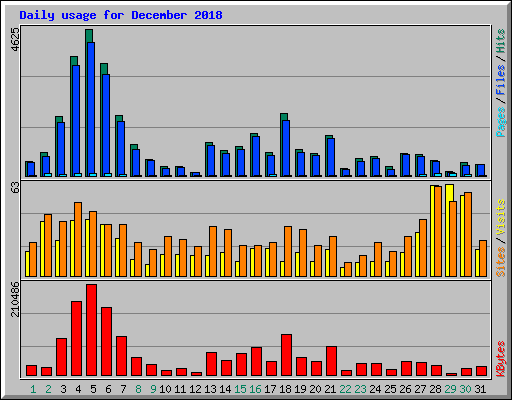 Daily usage for December 2018
4625
Pages / Files / Hits
63
Sites / Visits
210486
KBytes
1 2 3 4 5 6 7 8 9 10 11 12 13 14 15 16 17 18 19 20 21 22 23 24 25 26 27 28 29 30 31